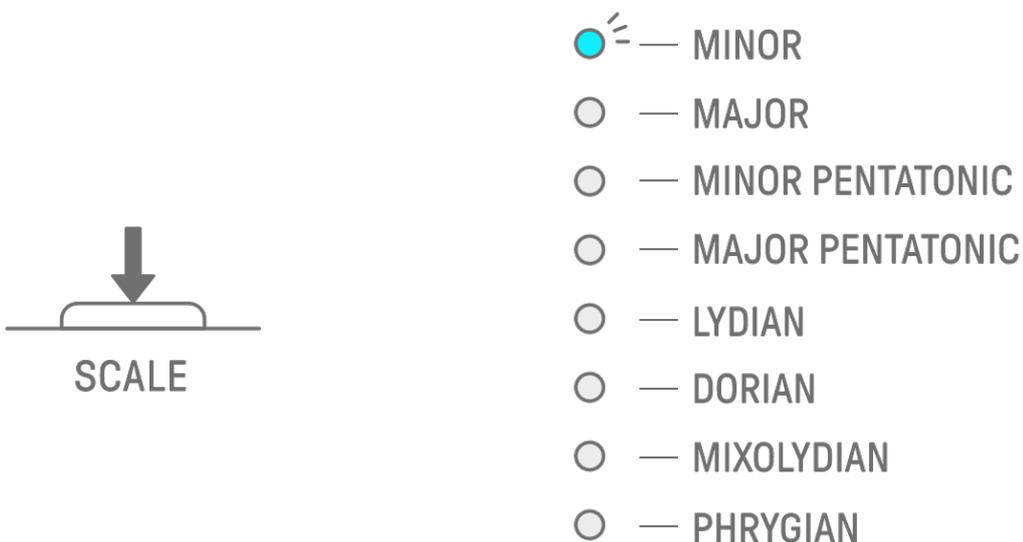 MINOR
MAJOR
MINOR PENTATONIC
MAJOR PENTATONIC
LYDIAN
SCALE
DORIAN
MIXOLYDIAN
PHRYGIAN